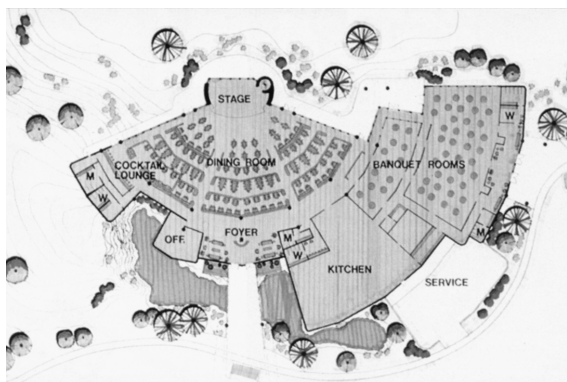 STAGE
W
COCKTAIL
LOUNGE
M
W
DINING ROOM
BANQUET ROOMS
OFF.
FOYER
M
W
M
KITCHEN
SERVICE